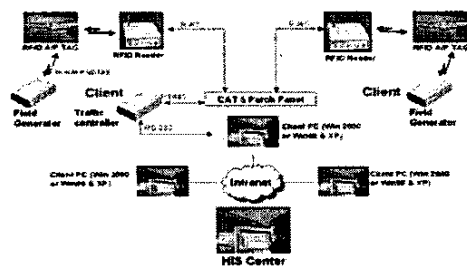 RFID A/P TAG
RFID Reader
RFID Reader
RFID A/P TAG
Client
Field
Generator
Traffic
controller
CAT 5 Patch Panel
Client
Field
Generator
Client PC (Win 2000
or Win98 & XP)
Client PC (Win 2000
or Win98 & XP)
Intranet
Client PC (Win 2000
or Win98 & XP)
HIS Center